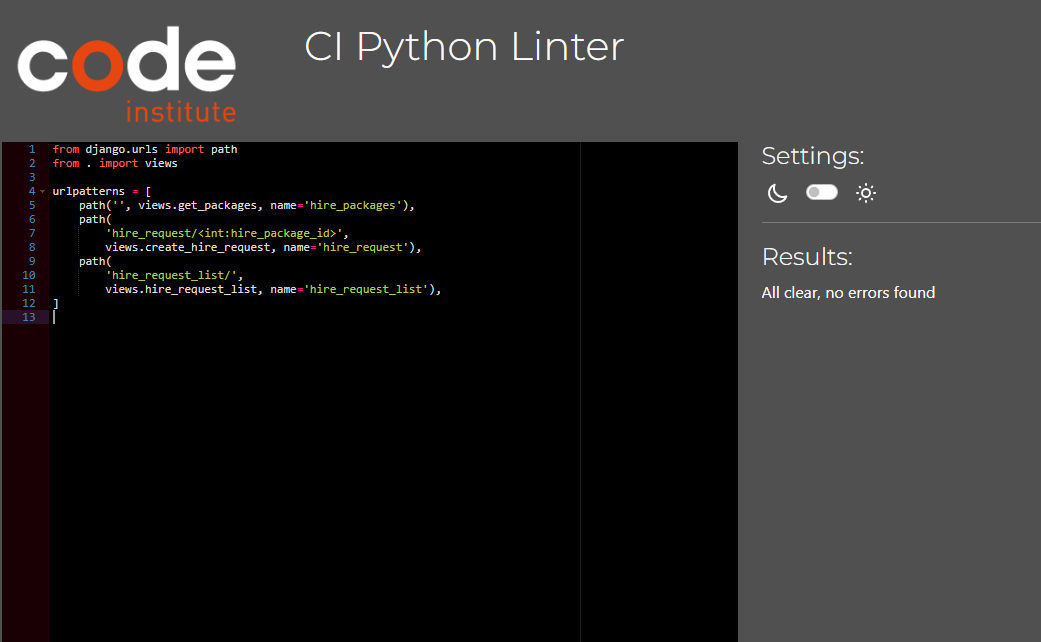 code
institute
CI Python Linter
1 from django.urls import path
2 from . import views
3
4 urlpatterns = [
5     path('', views.get_packages, name='hire_packages'),
6     path(
7         'hire_request/<int:hire_package_id>',
8         views.create_hire_request, name='hire_request'),
9     path(
10         'hire_request_list/',
11         views.hire_request_list, name='hire_request_list'),
12 ]
13
Settings:
Results:
All clear, no errors found